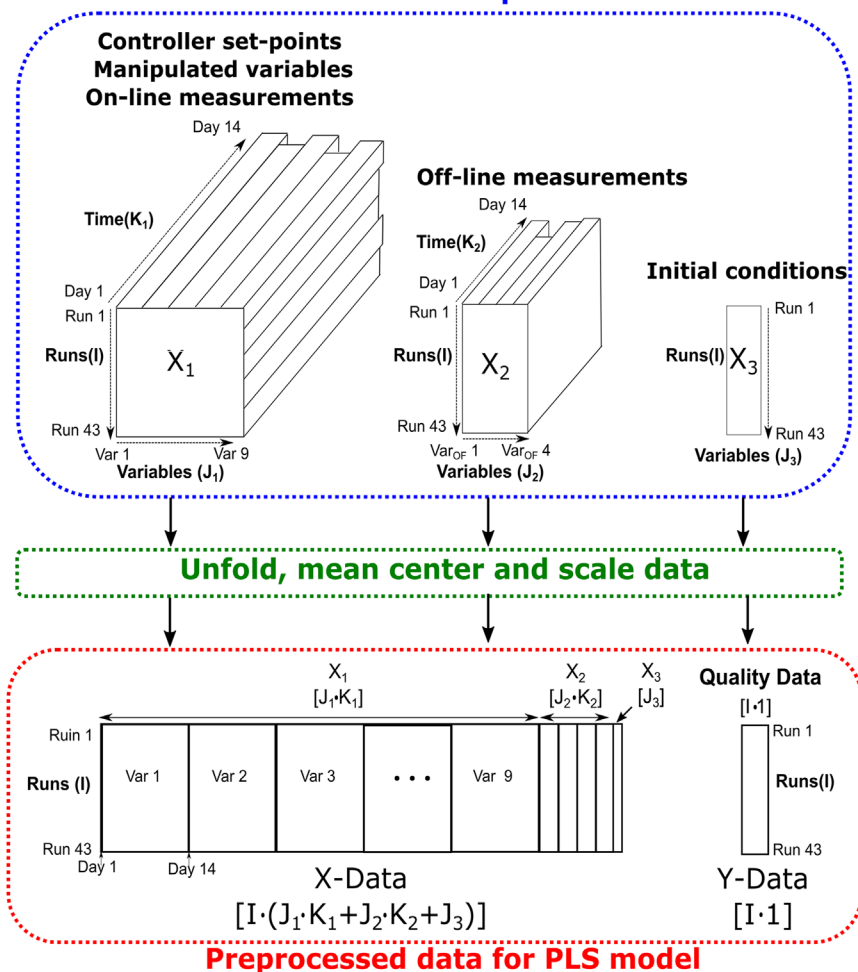 Controller set-points
Manipulated variables
On-line measurements
Day 14
Time(K₁)
Day 1
Run 1
Runs(I)
X₁
Run 43
Var 1
Var 9
Variables (J₁)
Off-line measurements
Day 14
Time(K₂)
Day 1
Run 1
Runs(I)
X₂
Run 43
Var_OF 1
Var_OF 4
Variables (J₂)
Initial conditions
Run 1
Runs(I)
X₃
Run 43
Variables (J₃)
Unfold, mean center and scale data
X₁
[J₁·K₁]
X₂
[J₂·K₂]
X₃
[J₃]
Ruin 1
Runs (I)
Run 43
Var 1
Var 2
Var 3
• • •
Var 9
Day 1
Day 14
X-Data
[I·(J₁·K₁+J₂·K₂+J₃)]
Quality Data
[I·1]
Run 1
Runs(I)
Run 43
Y-Data
[I·1]
Preprocessed data for PLS model